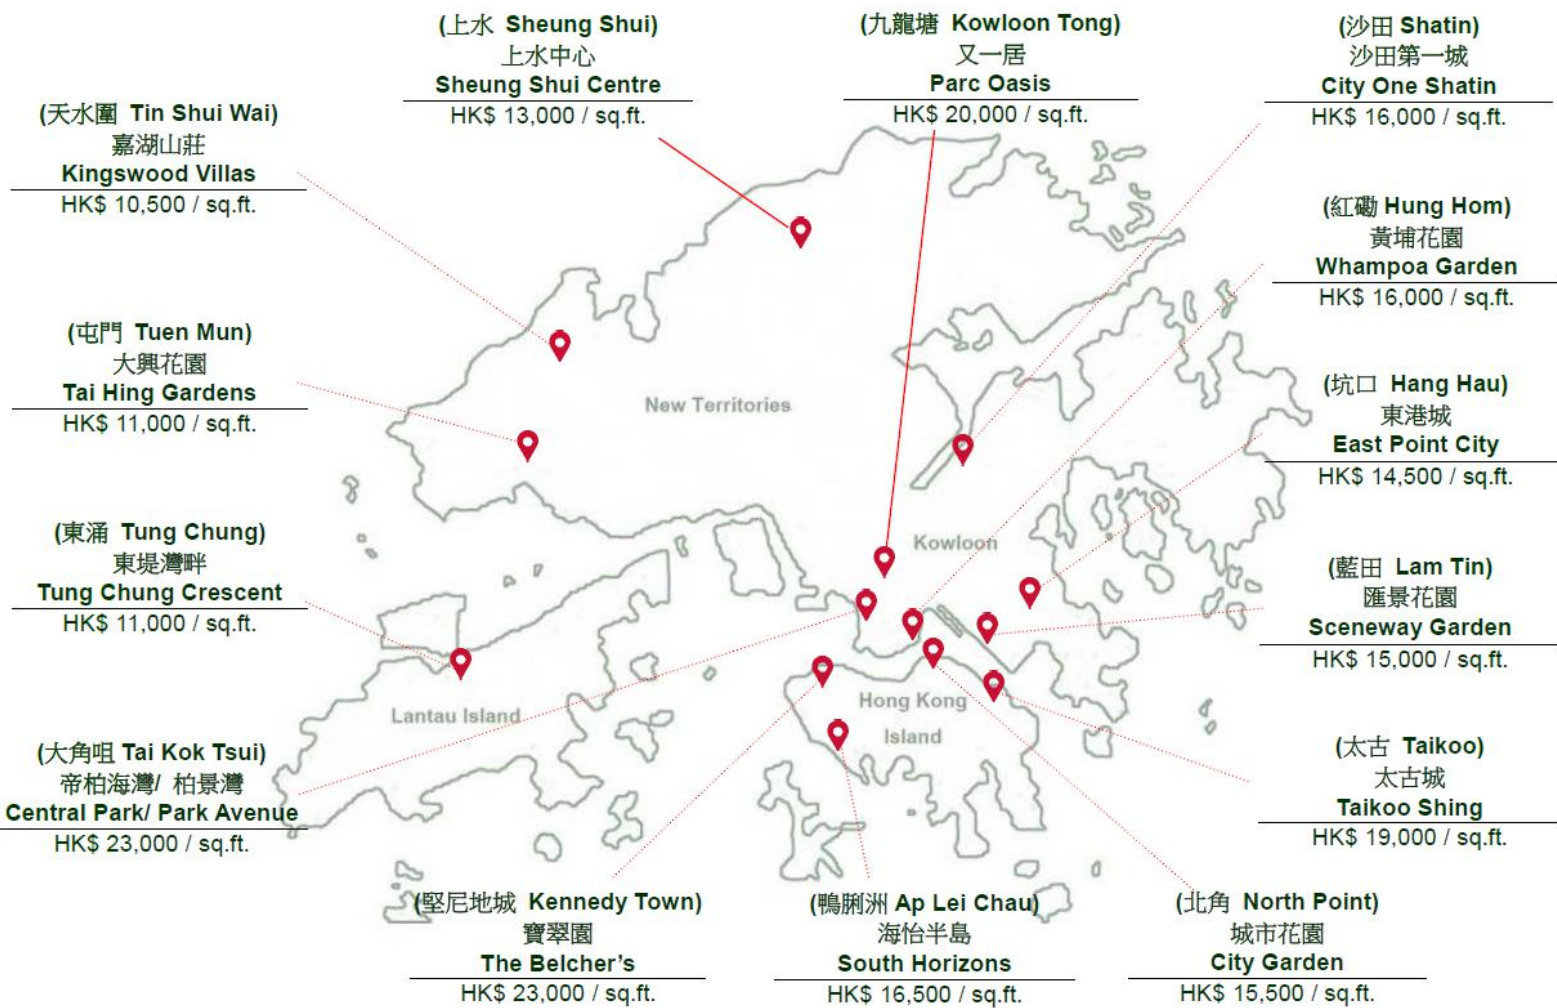 (上水 Sheung Shui)
上水中心
Sheung Shui Centre
HK$ 13,000 / sq.ft.
(九龍塘 Kowloon Tong)
又一居
Parc Oasis
HK$ 20,000 / sq.ft.
(沙田 Shatin)
沙田第一城
City One Shatin
HK$ 16,000 / sq.ft.
(天水圍 Tin Shui Wai)
嘉湖山莊
Kingswood Villas
HK$ 10,500 / sq.ft.
(紅磡 Hung Hom)
黃埔花園
Whampoa Garden
HK$ 16,000 / sq.ft.
(屯門 Tuen Mun)
大興花園
Tai Hing Gardens
HK$ 11,000 / sq.ft.
New Territories
(坑口 Hang Hau)
東港城
East Point City
HK$ 14,500 / sq.ft.
(東涌 Tung Chung)
東堤灣畔
Tung Chung Crescent
HK$ 11,000 / sq.ft.
Kowloon
(藍田 Lam Tin)
匯景花園
Sceneway Garden
HK$ 15,000 / sq.ft.
Lantau Island
Hong Kong
Island
(大角咀 Tai Kok Tsui)
帝柏海灣/ 柏景灣
Central Park/ Park Avenue
HK$ 23,000 / sq.ft.
(太古 Taikoo)
太古城
Taikoo Shing
HK$ 19,000 / sq.ft.
(堅尼地城 Kennedy Town)
寶翠園
The Belcher’s
HK$ 23,000 / sq.ft.
(鴨脷洲 Ap Lei Chau)
海怡半島
South Horizons
HK$ 16,500 / sq.ft.
(北角 North Point)
城市花園
City Garden
HK$ 15,500 / sq.ft.